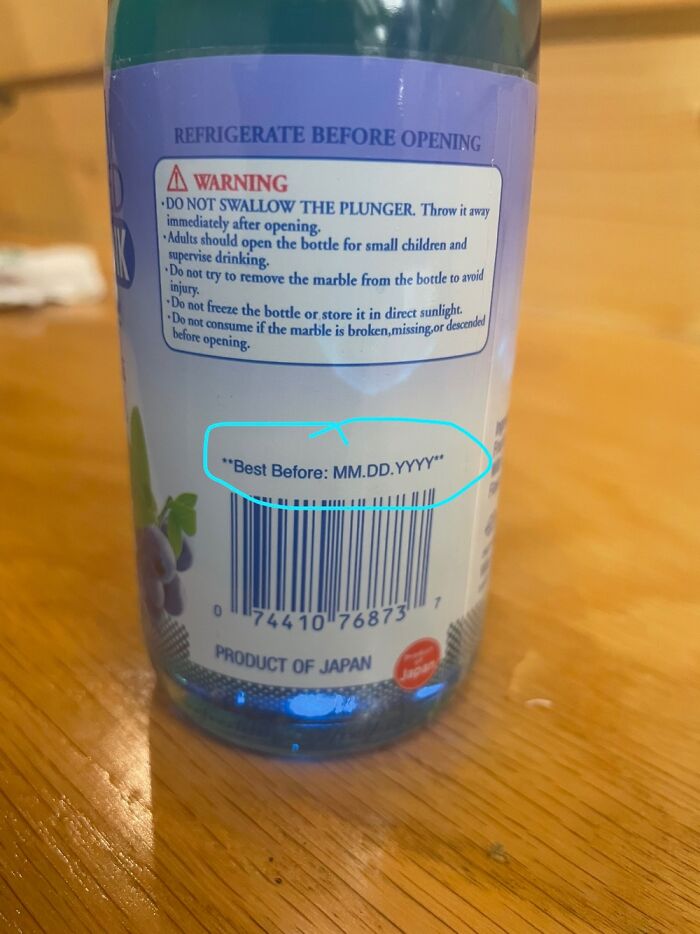 REFRIGERATE BEFORE OPENING
WARNING
·DO NOT SWALLOW THE PLUNGER. Throw it away
immediately after opening.
·Adults should open the bottle for small children and
supervise drinking.
·Do not try to remove the marble from the bottle to avoid
injury.
·Do not freeze the bottle or store it in direct sunlight.
·Do not consume if the marble is broken,missing,or descended
before opening.
**Best Before: MM.DD.YYYY**
0 74410 76873 7
PRODUCT OF JAPAN
Product
of
Japan